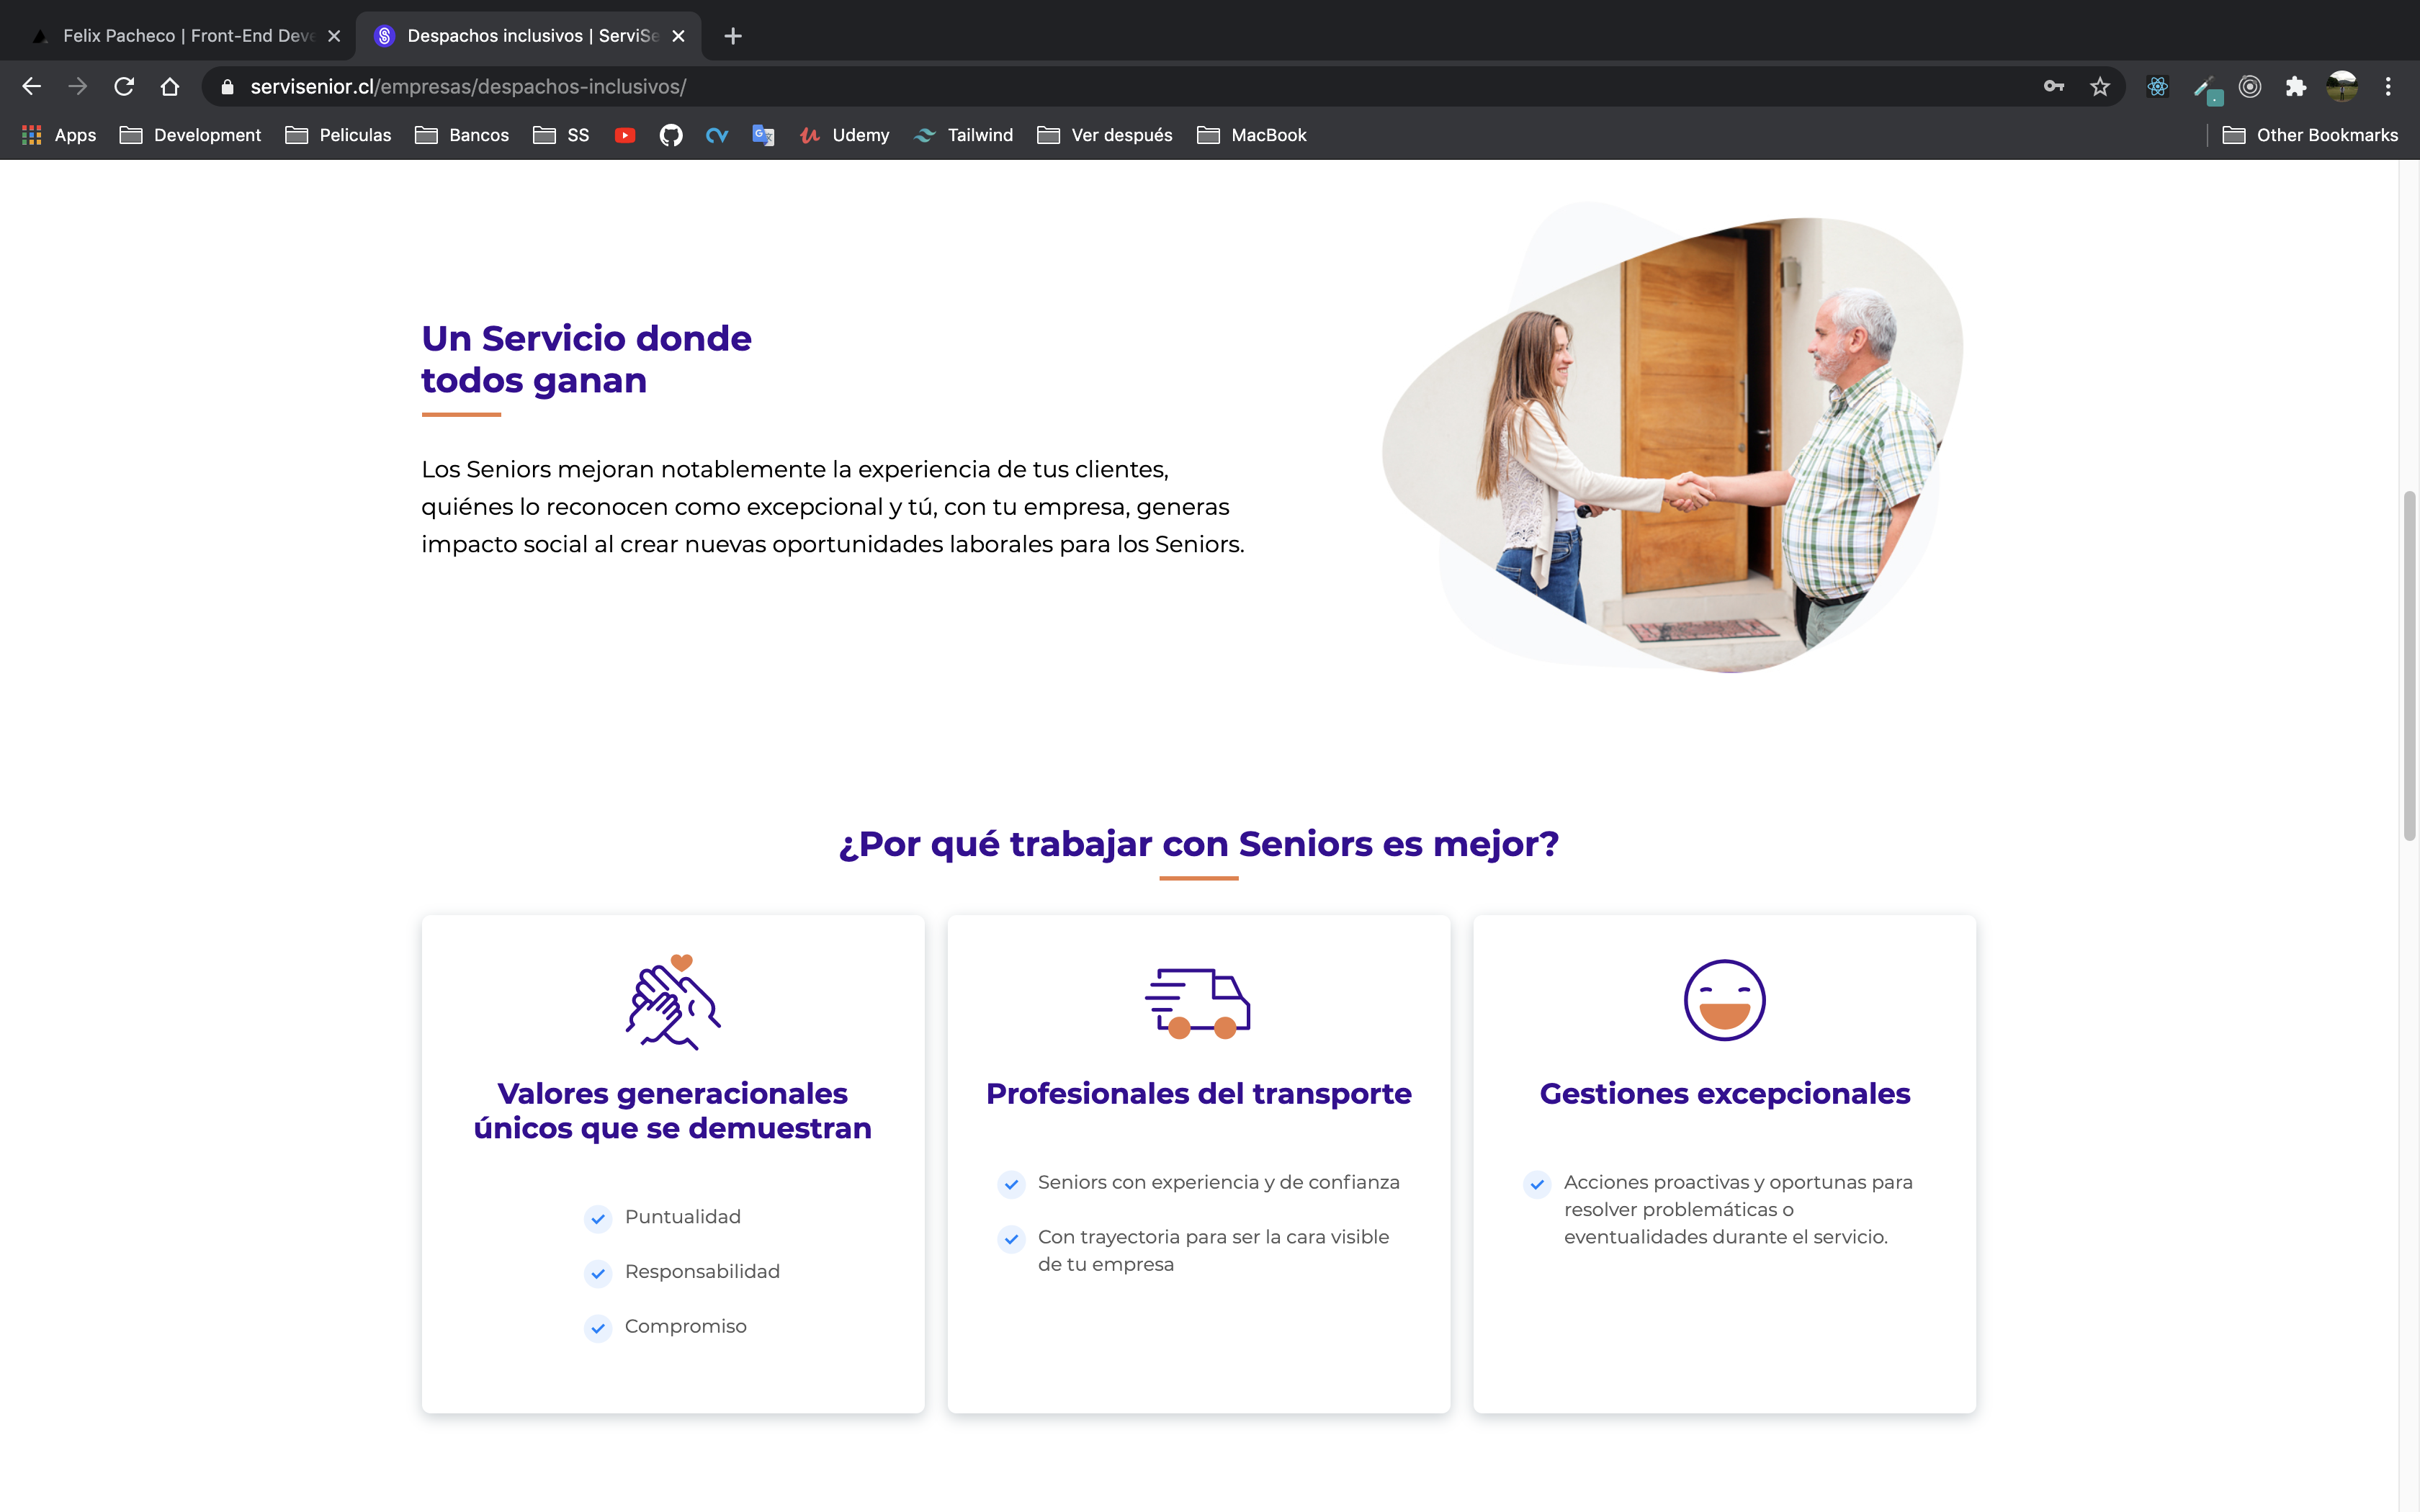 Felix Pacheco | Front-End Deve
Despachos inclusivos | ServiSe
servisenior.cl/empresas/despachos-inclusivos/
Apps
Development
Peliculas
Bancos
SS
Udemy
Tailwind
Ver después
MacBook
Other Bookmarks
Un Servicio donde
todos ganan
Los Seniors mejoran notablemente la experiencia de tus clientes,
quiénes lo reconocen como excepcional y tú, con tu empresa, generas
impacto social al crear nuevas oportunidades laborales para los Seniors.
¿Por qué trabajar con Seniors es mejor?
Valores generacionales
únicos que se demuestran
Puntualidad
Responsabilidad
Compromiso
Profesionales del transporte
Seniors con experiencia y de confianza
Con trayectoria para ser la cara visible
de tu empresa
Gestiones excepcionales
Acciones proactivas y oportunas para
resolver problemáticas o
eventualidades durante el servicio.